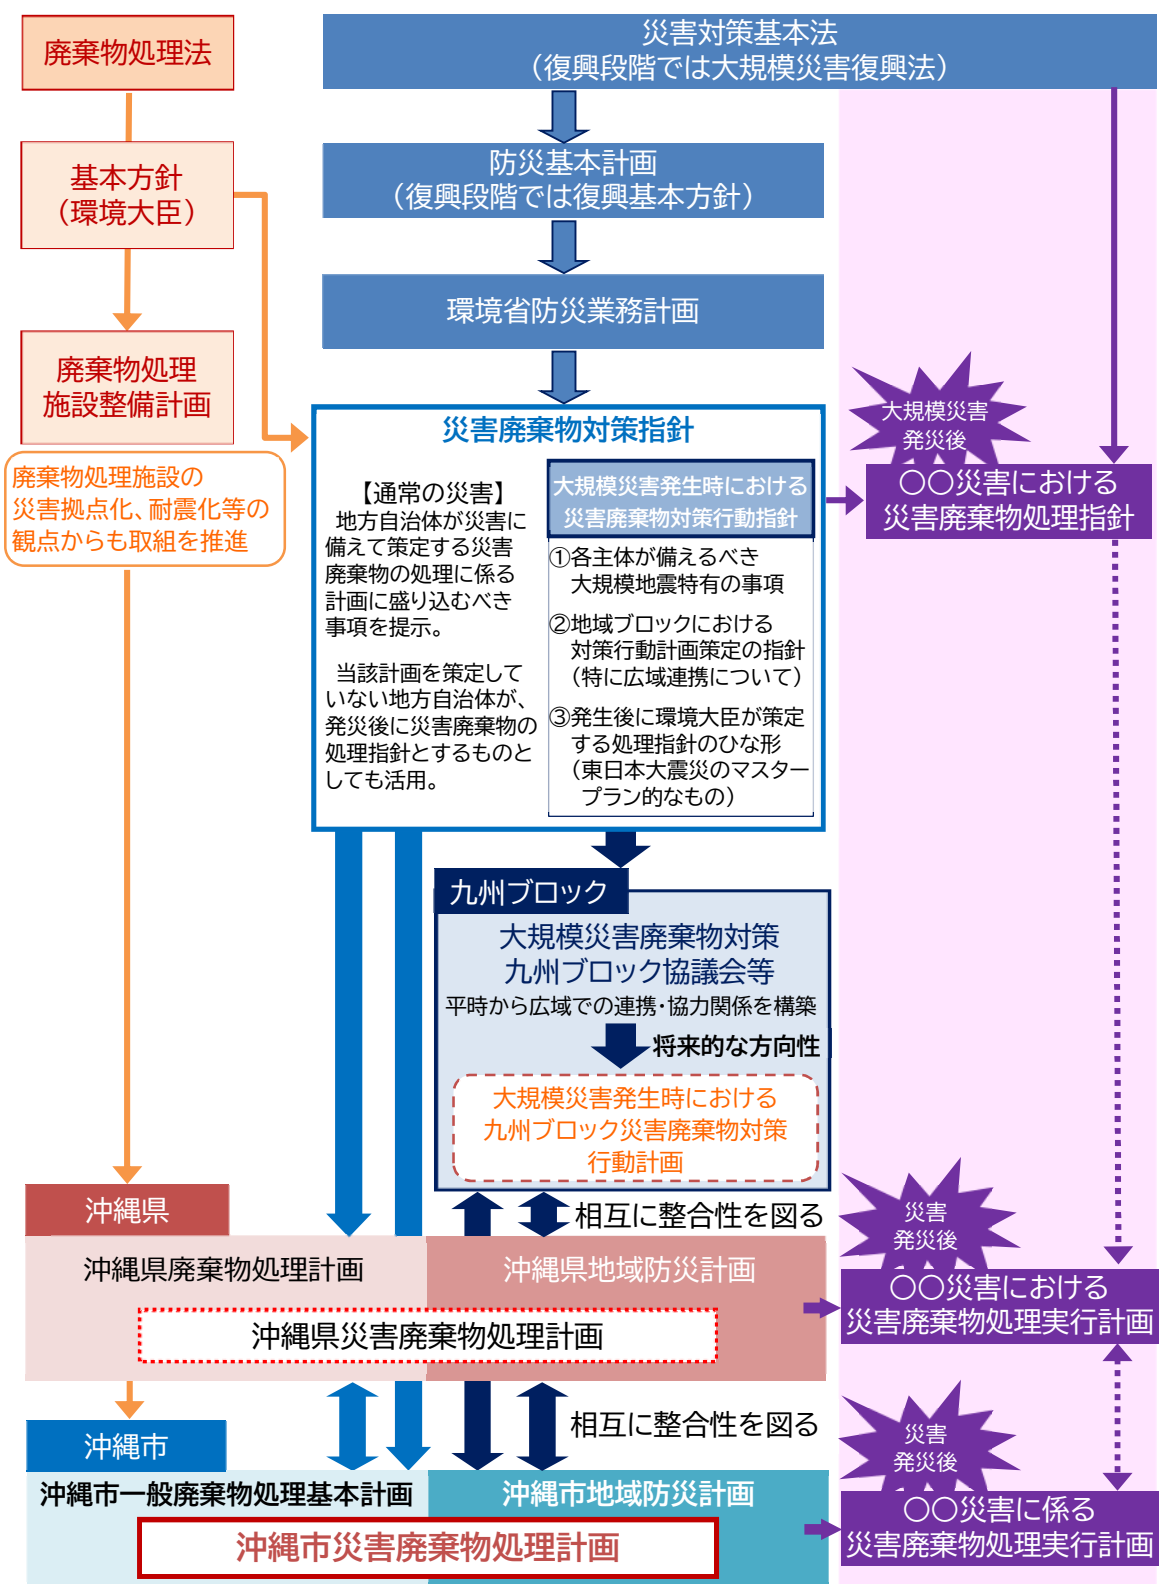 廃棄物処理法
基本方針
（環境大臣）
廃棄物処理
施設整備計画
廃棄物処理施設の
災害拠点化、耐震化等の
観点からも取組を推進
災害対策基本法
（復興段階では大規模災害復興法）
防災基本計画
（復興段階では復興基本方針）
環境省防災業務計画
災害廃棄物対策指針
【通常の災害】
地方自治体が災害に
備えて策定する災害
廃棄物の処理に係る
計画に盛り込むべき
事項を提示。
当該計画を策定して
いない地方自治体が、
発災後に災害廃棄物の
処理指針とするものと
しても活用。
大規模災害発生時における
災害廃棄物対策行動指針
①各主体が備えるべき
大規模地震特有の事項
②地域ブロックにおける
対策行動計画策定の指針
（特に広域連携について）
③発生後に環境大臣が策定
する処理指針のひな形
（東日本大震災のマスター
プラン的なもの）
大規模災害
発災後
〇〇災害における
災害廃棄物処理指針
九州ブロック
大規模災害廃棄物対策
九州ブロック協議会等
平時から広域での連携・協力関係を構築
将来的な方向性
大規模災害発生時における
九州ブロック災害廃棄物対策
行動計画
相互に整合性を図る
沖縄県
沖縄県廃棄物処理計画
沖縄県地域防災計画
沖縄県災害廃棄物処理計画
災害
発災後
〇〇災害における
災害廃棄物処理実行計画
相互に整合性を図る
沖縄市
沖縄市一般廃棄物処理基本計画
沖縄市地域防災計画
沖縄市災害廃棄物処理計画
災害
発災後
〇〇災害に係る
災害廃棄物処理実行計画